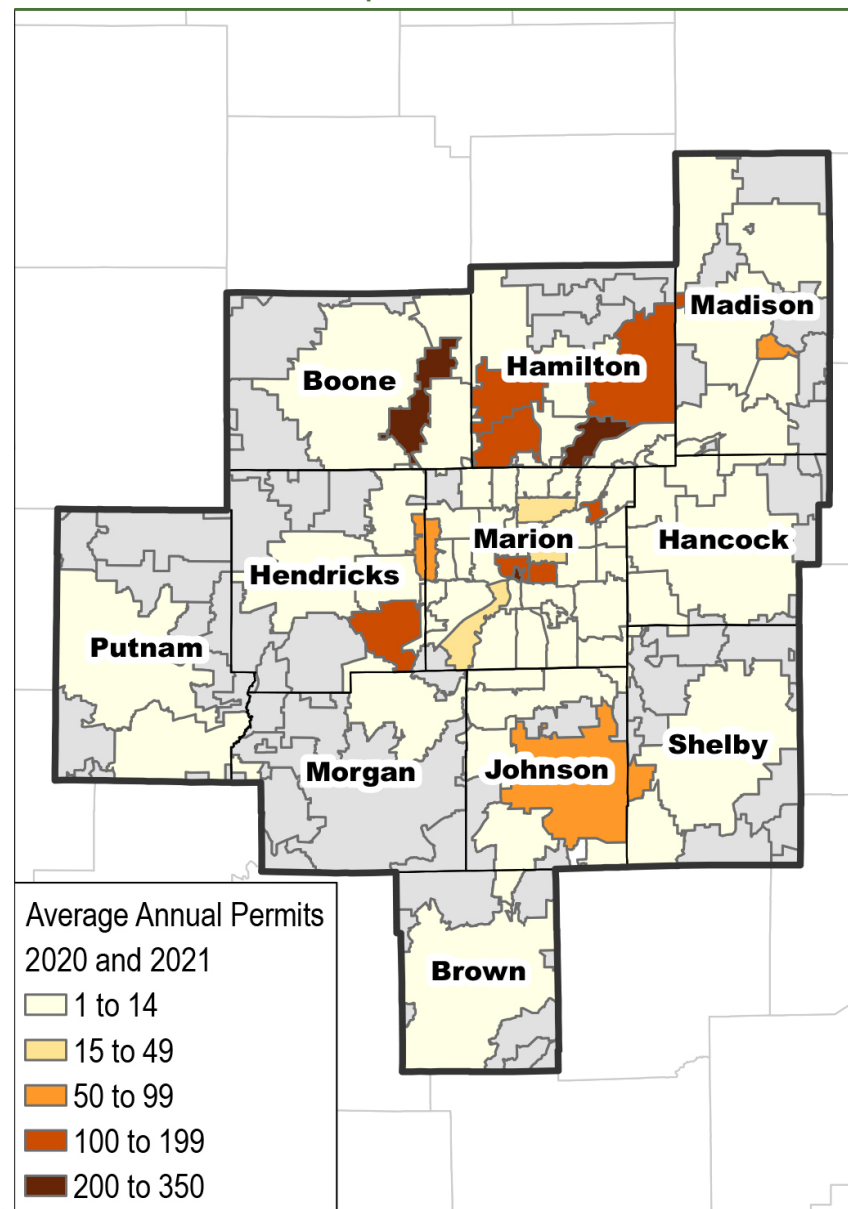 Madison
Hamilton
Boone
Marion
Hancock
Hendricks
Putnam
Shelby
Morgan
Johnson
Brown
Average Annual Permits
2020 and 2021
1 to 14
15 to 49
50 to 99
100 to 199
200 to 350